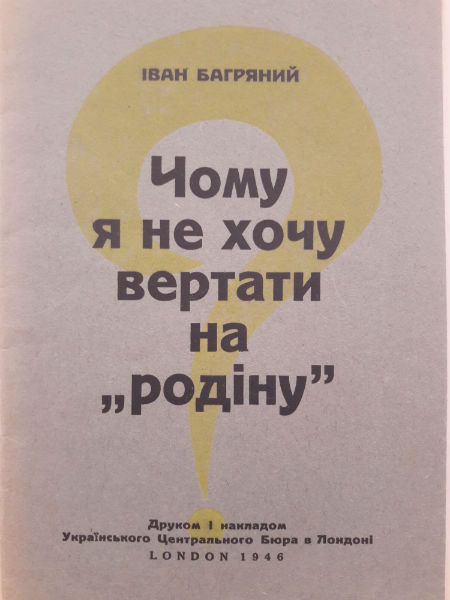 ІВАН БАГРЯНИЙ
Чому
я не хочу
вертати
на
„родіну”
Друком і накладом
Українського Центрального Бюра в Лондоні
LONDON 1946